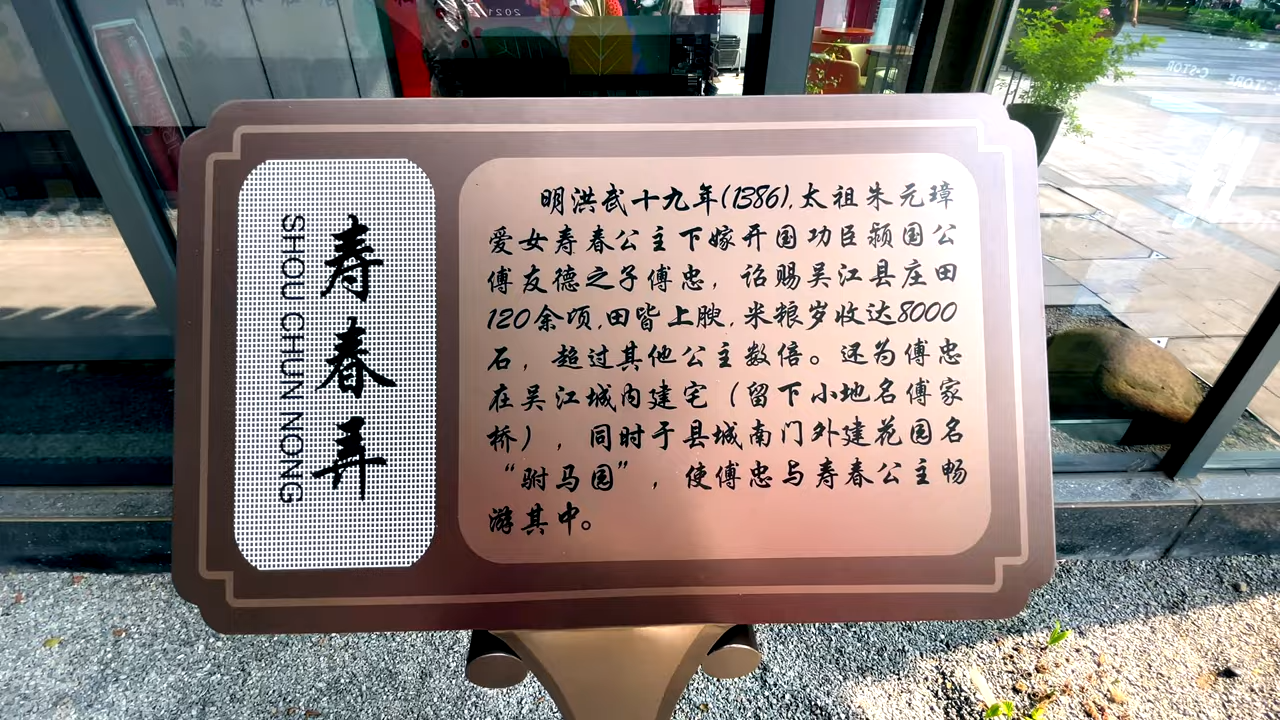 寿春弄
SHOU CHUN NONG
明洪武十九年(1386),太祖朱元璋
爱女寿春公主下嫁开国功臣颍国公
傅友德之子傅忠，诏赐吴江县庄田
120余顷,田皆上腴,米粮岁收达8000
石，超过其他公主数倍。还为傅忠
在吴江城内建宅（留下小地名傅家
桥），同时于县城南门外建花园名
“驸马园”，使傅忠与寿春公主畅
游其中。